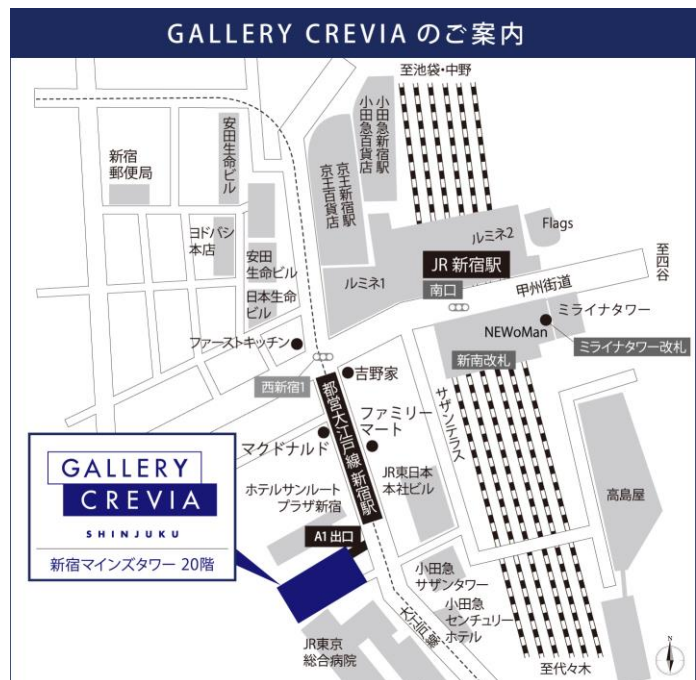 GALLERY CREVIA のご案内
至池袋・中野
小田急新宿駅
小田急百貨店
京王新宿駅
京王百貨店
安田生命ビル
新宿
郵便局
ヨドバシ
本店
安田
生命ビル
日本生命
ビル
ルミネ1
ルミネ2
Flags
至四谷
JR 新宿駅
南口
甲州街道
ミライナタワー
NEWoMan
ミライナタワー改札
新南改札
ファーストキッチン
西新宿1
吉野家
都営大江戸線 新宿駅
ファミリー
マート
サザンテラス
マクドナルド
JR東日本
本社ビル
高島屋
ホテルサンルート
プラザ新宿
A1 出口
GALLERY
CREVIA
SHINJUKU
新宿マインズタワー 20階
小田急
サザンタワー
小田急
センチュリー
ホテル
大江戸線
JR東京
総合病院
至代々木
N